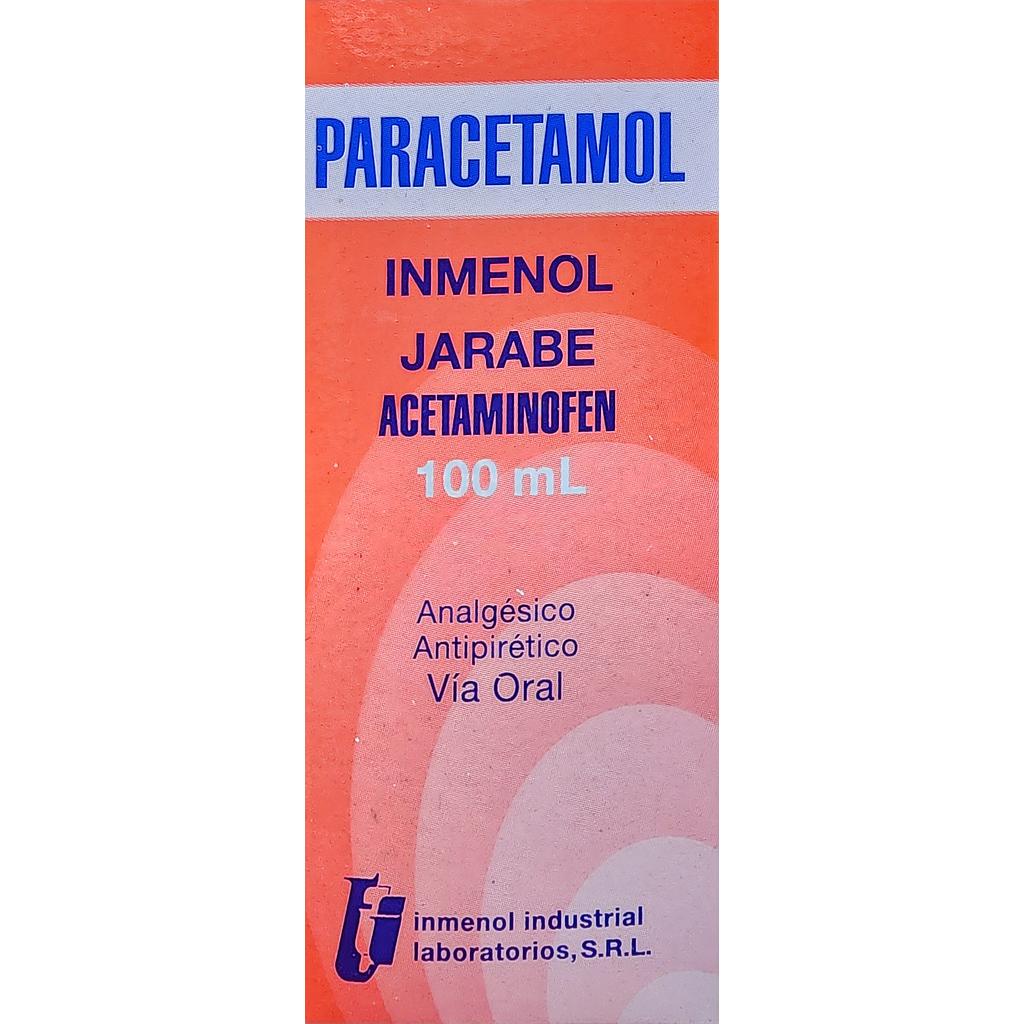 PARACETAMOL
INMENOL
JARABE
ACETAMINOFEN
100 mL
Analgésico
Antipirético
Vía Oral
inmenol industrial
laboratorios, S.R.L.